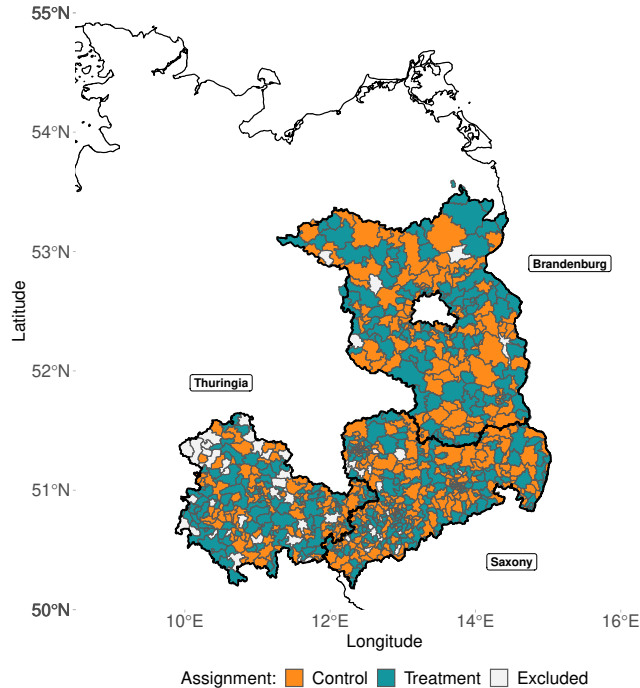 55°N
54°N
53°N
Brandenburg
Latitude
52°N
Thuringia
51°N
Saxony
50°N
10°E 12°E 14°E 16°E
Longitude
Assignment: Control Treatment Excluded